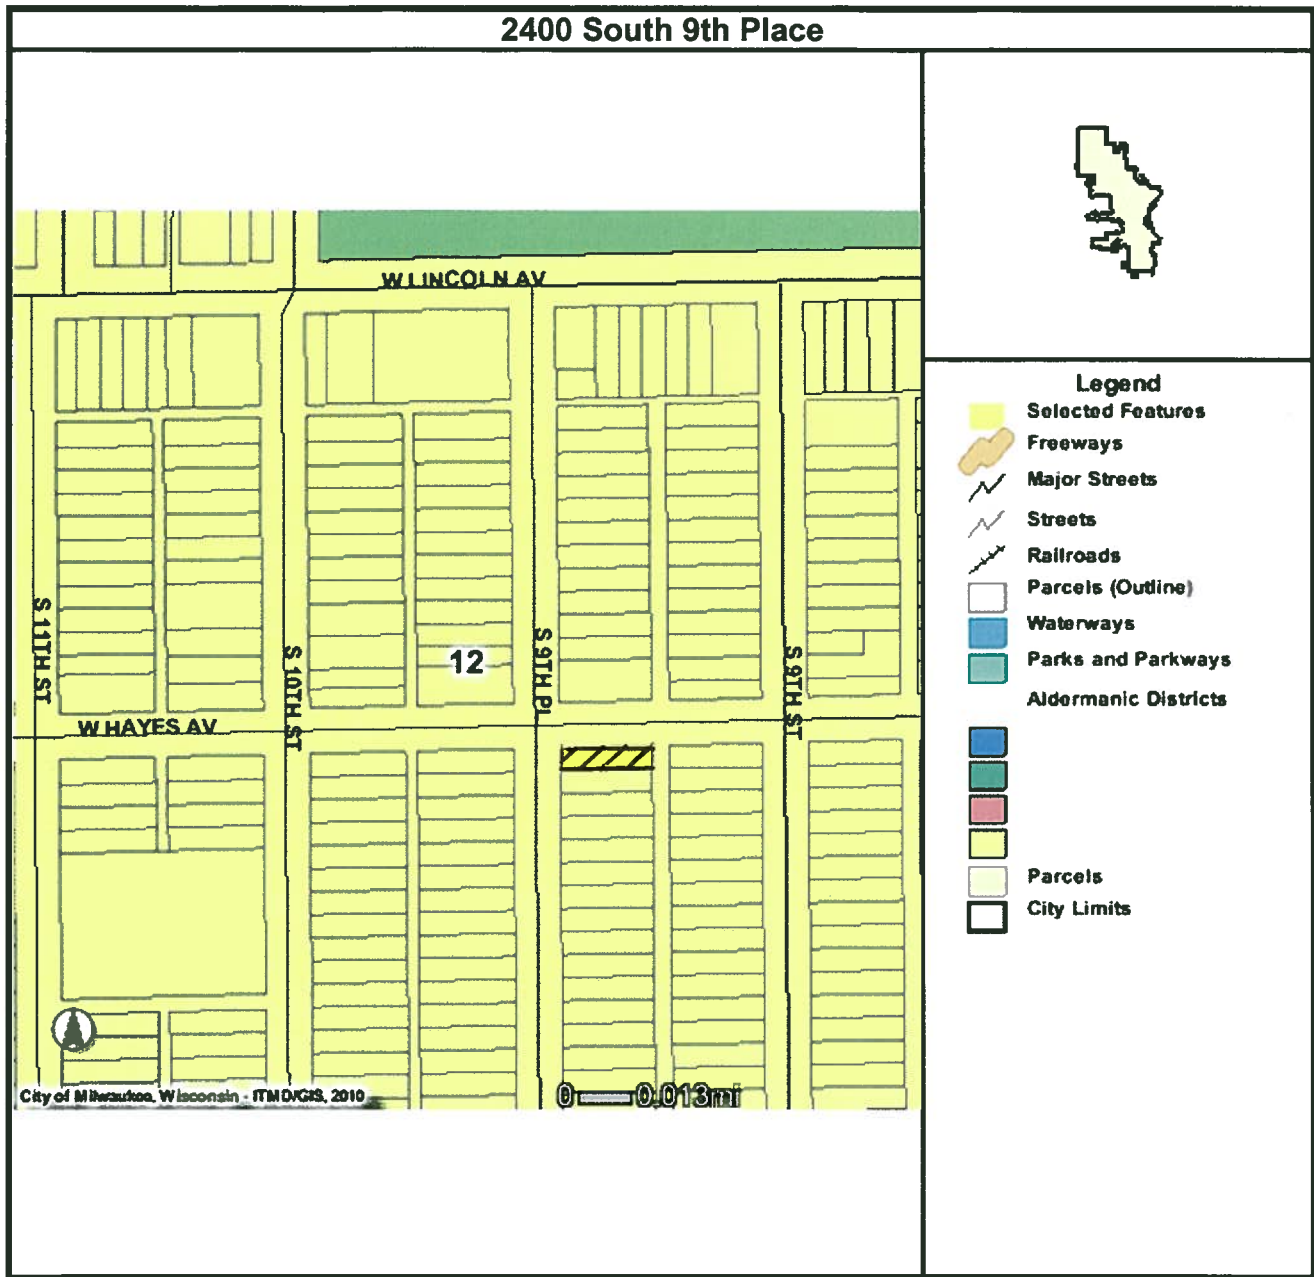 2400 South 9th Place
W LINCOLN AV
S 11TH ST
S 10TH ST
12
S 9TH PL
S 9TH ST
W HAYES AV
City of Milwaukee, Wisconsin - ITMD/GIS, 2010
0 0.013mi
Legend
Selected Features
Freeways
Major Streets
Streets
Railroads
Parcels (Outline)
Waterways
Parks and Parkways
Aldermanic Districts
Parcels
City Limits